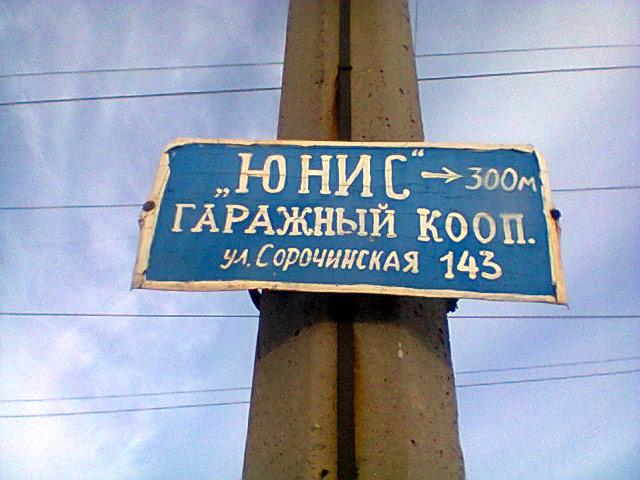 „ЮНИС“ → 300м
ГАРАЖНЫЙ КООП.
ул. Сорочинская 143